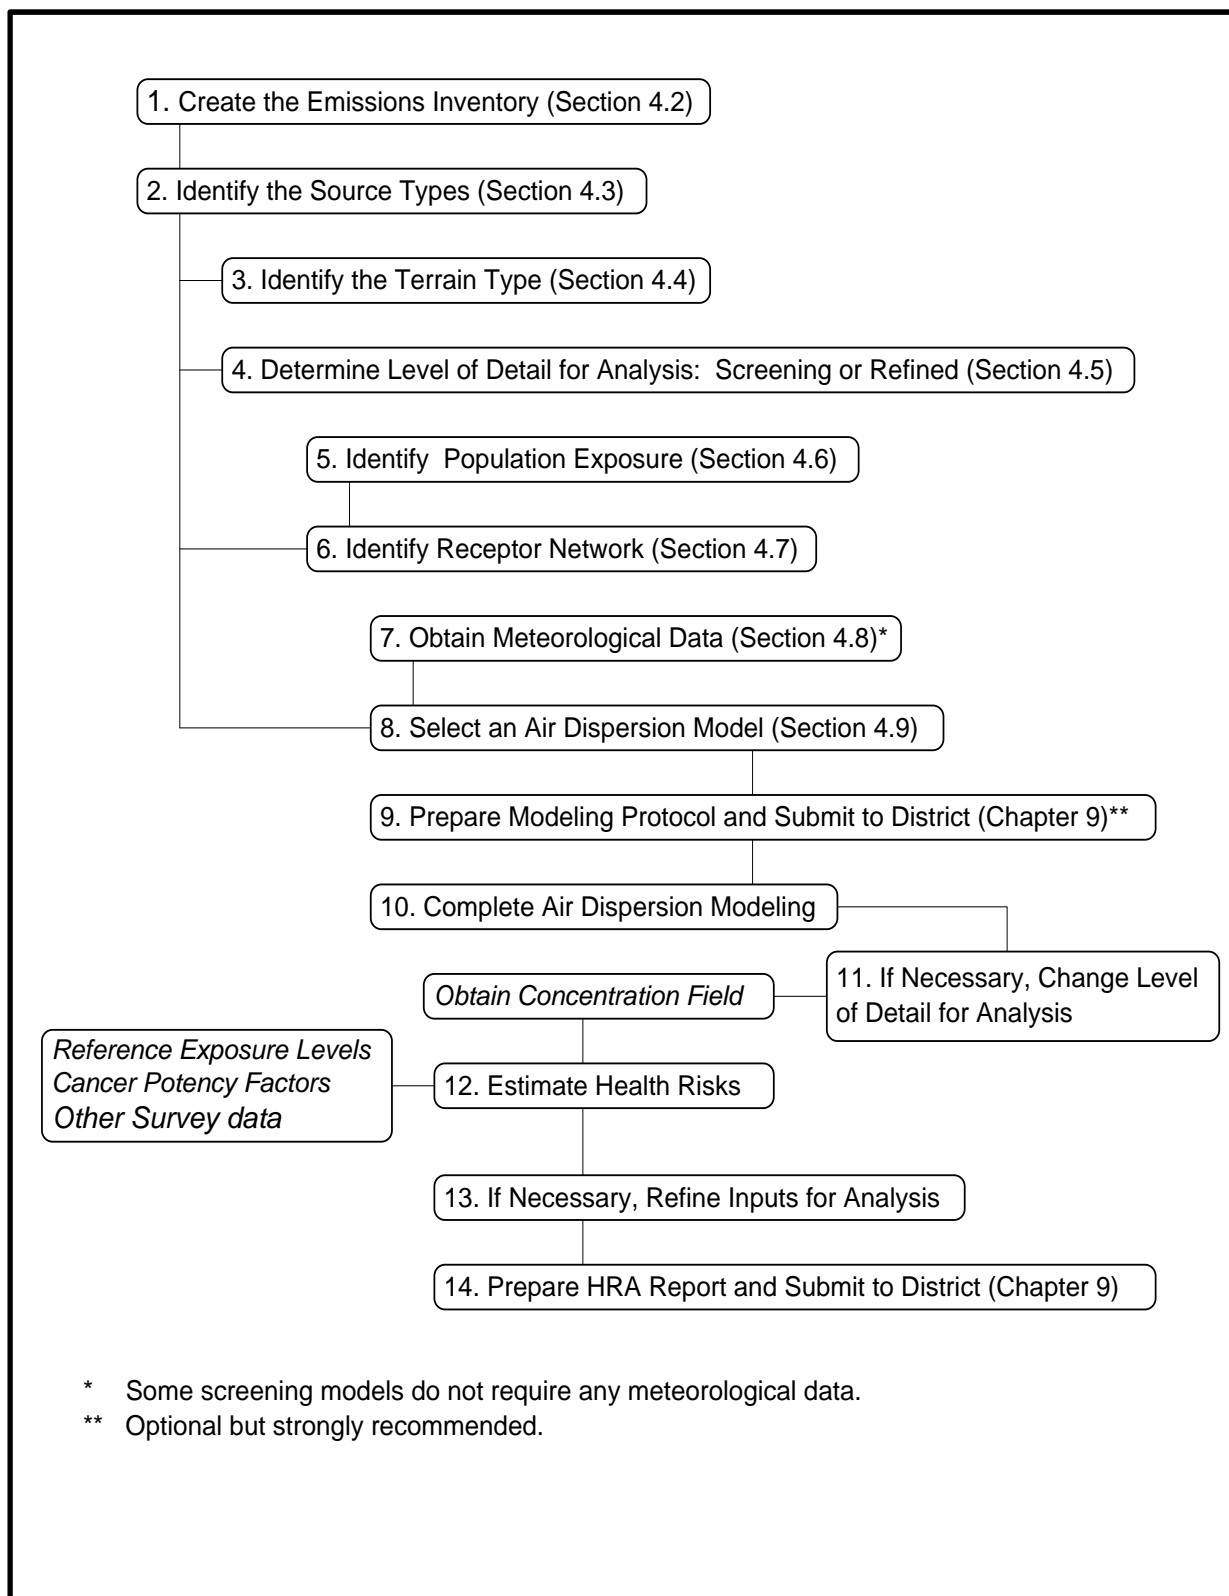 1. Create the Emissions Inventory (Section 4.2)
2. Identify the Source Types (Section 4.3)
3. Identify the Terrain Type (Section 4.4)
4. Determine Level of Detail for Analysis:  Screening or Refined (Section 4.5)
5. Identify  Population Exposure (Section 4.6)
6. Identify Receptor Network (Section 4.7)
7. Obtain Meteorological Data (Section 4.8)*
8. Select an Air Dispersion Model (Section 4.9)
9. Prepare Modeling Protocol and Submit to District (Chapter 9)**
10. Complete Air Dispersion Modeling
11. If Necessary, Change Level
of Detail for Analysis
Obtain Concentration Field
Reference Exposure Levels
Cancer Potency Factors
Other Survey data
12. Estimate Health Risks
13. If Necessary, Refine Inputs for Analysis
14. Prepare HRA Report and Submit to District (Chapter 9)
* Some screening models do not require any meteorological data.
** Optional but strongly recommended.